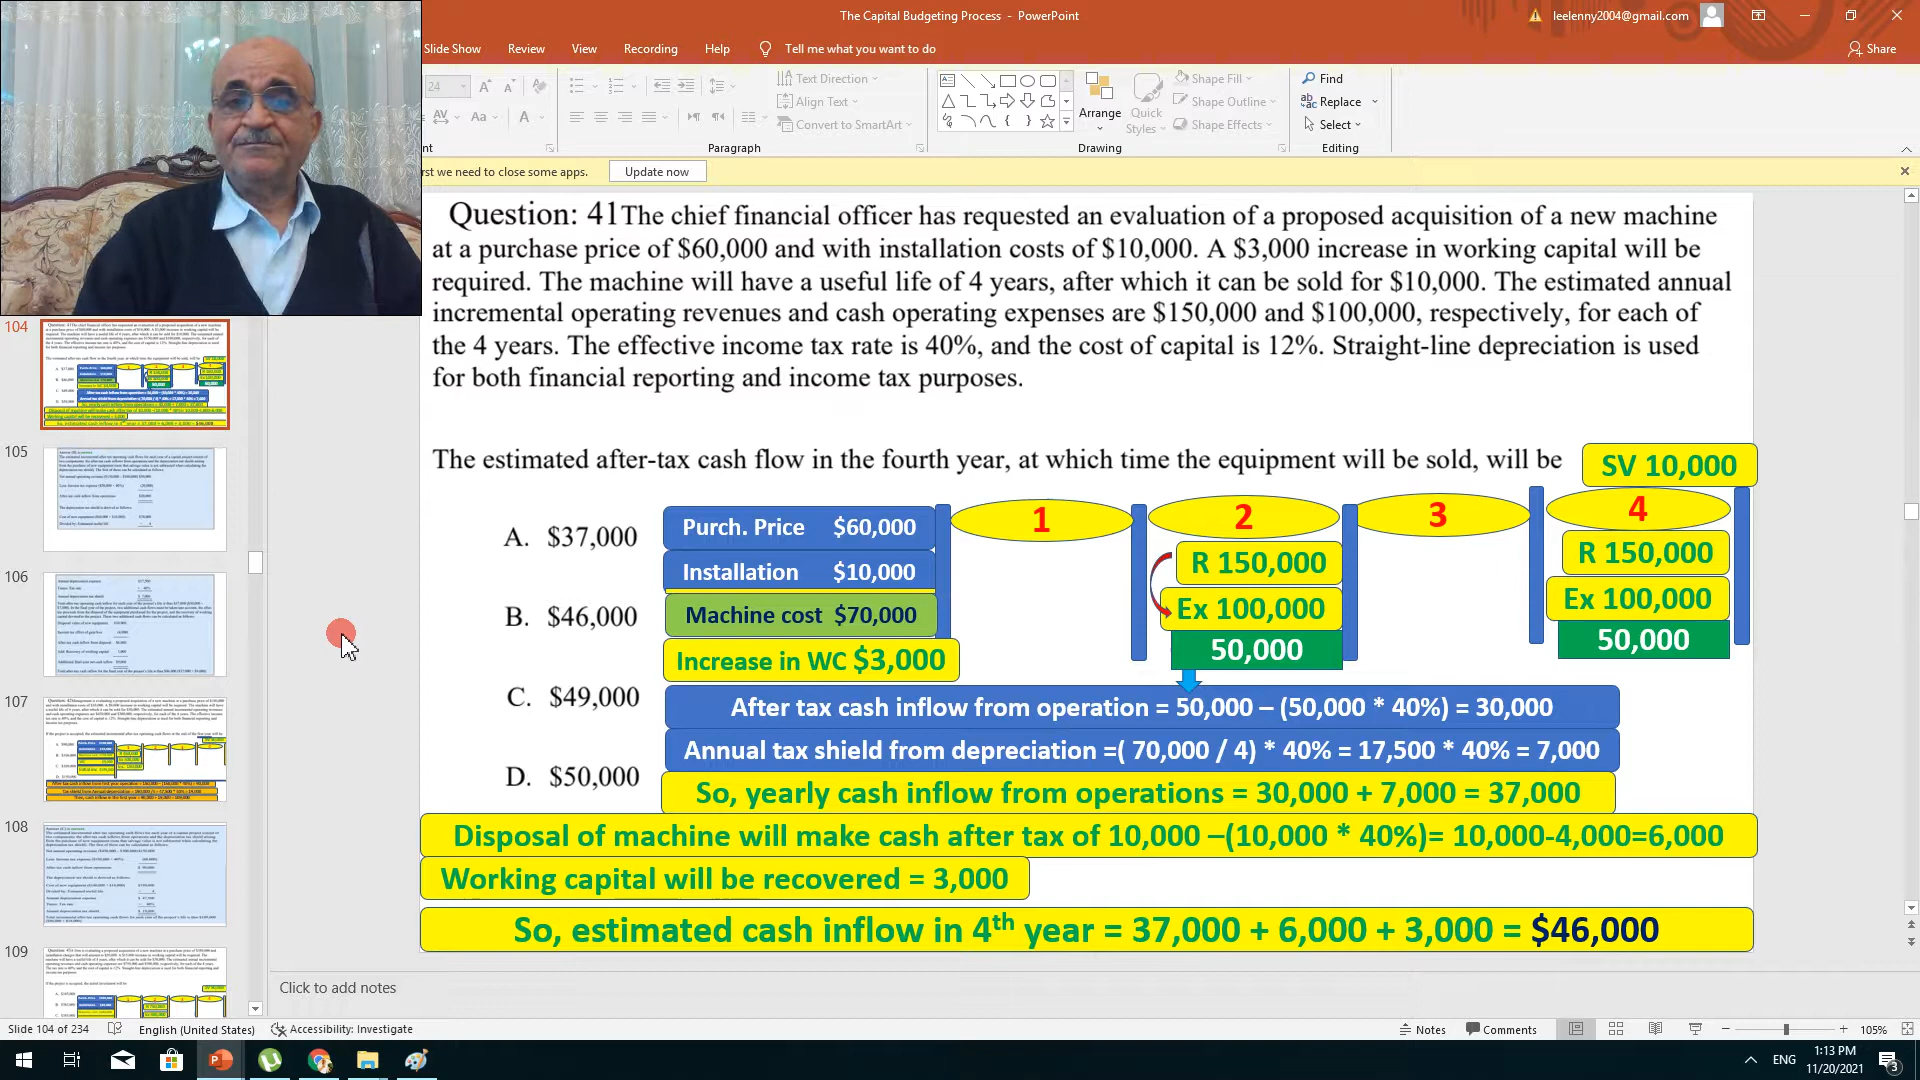 The Capital Budgeting Process - PowerPoint
leelenny2004@gmail.com
Slide Show Review View Recording Help Tell me what you want to do
Share
24
Text Direction
Align Text
Convert to SmartArt
Arrange
Quick Styles
Shape Fill
Shape Outline
Shape Effects
Find
Replace
Select
nt
Paragraph
Drawing
Editing
rst we need to close some apps.
Update now
Question: 41 The chief financial officer has requested an evaluation of a proposed acquisition of a new machine
at a purchase price of $60,000 and with installation costs of $10,000. A $3,000 increase in working capital will be
required. The machine will have a useful life of 4 years, after which it can be sold for $10,000. The estimated annual
incremental operating revenues and cash operating expenses are $150,000 and $100,000, respectively, for each of
the 4 years. The effective income tax rate is 40%, and the cost of capital is 12%. Straight-line depreciation is used
for both financial reporting and income tax purposes.
The estimated after-tax cash flow in the fourth year, at which time the equipment will be sold, will be
SV 10,000
A. $37,000
B. $46,000
C. $49,000
D. $50,000
Purch. Price $60,000
Installation $10,000
Machine cost $70,000
Increase in WC $3,000
1
2
3
4
R 150,000
Ex 100,000
50,000
R 150,000
Ex 100,000
50,000
After tax cash inflow from operation = 50,000 – (50,000 * 40%) = 30,000
Annual tax shield from depreciation =( 70,000 / 4) * 40% = 17,500 * 40% = 7,000
So, yearly cash inflow from operations = 30,000 + 7,000 = 37,000
Disposal of machine will make cash after tax of 10,000 –(10,000 * 40%)= 10,000-4,000=6,000
Working capital will be recovered = 3,000
So, estimated cash inflow in 4th year = 37,000 + 6,000 + 3,000 = $46,000
104
105
106
107
108
109
Click to add notes
Slide 104 of 234
English (United States)
Accessibility: Investigate
Notes
Comments
105%
ENG
1:13 PM
11/20/2021
3